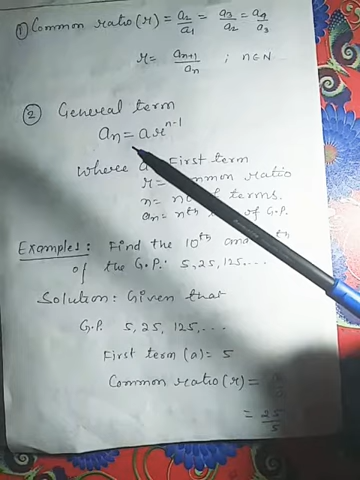 ① Common ratio (r) = a₂/a₁ = a₃/a₂ = a₄/a₃
r = aₙ₊₁/aₙ ; n∈N
② General term
aₙ = arⁿ⁻¹
where a First term
r = common ratio
n = no. of terms.
aₙ = nᵗʰ of G.P.
Examples: Find the 10ᵗʰ and
of the G.P.: 5, 25, 125, ...
Solution: Given that
G.P. 5, 25, 125, ...
First term (a) = 5
Common ratio (r) =
= 25/5